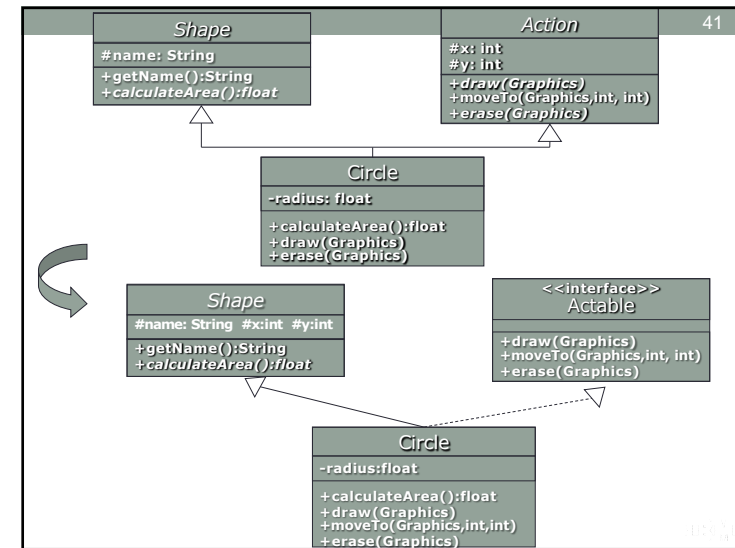 41
Shape
#name: String
+getName():String
+calculateArea():float
Action
#x: int
#y: int
+draw(Graphics)
+moveTo(Graphics,int, int)
+erase(Graphics)
Circle
-radius: float
+calculateArea():float
+draw(Graphics)
+erase(Graphics)
Shape
#name: String #x:int #y:int
+getName():String
+calculateArea():float
<<interface>>
Actable
+draw(Graphics)
+moveTo(Graphics,int, int)
+erase(Graphics)
Circle
-radius:float
+calculateArea():float
+draw(Graphics)
+moveTo(Graphics,int,int)
+erase(Graphics)